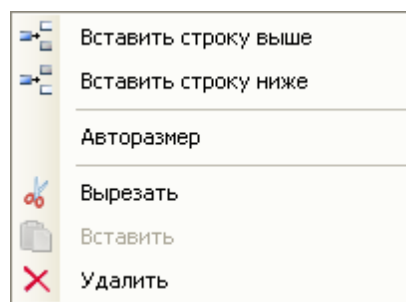 Вставить строку выше
Вставить строку ниже
Авторазмер
Вырезать
Вставить
Удалить